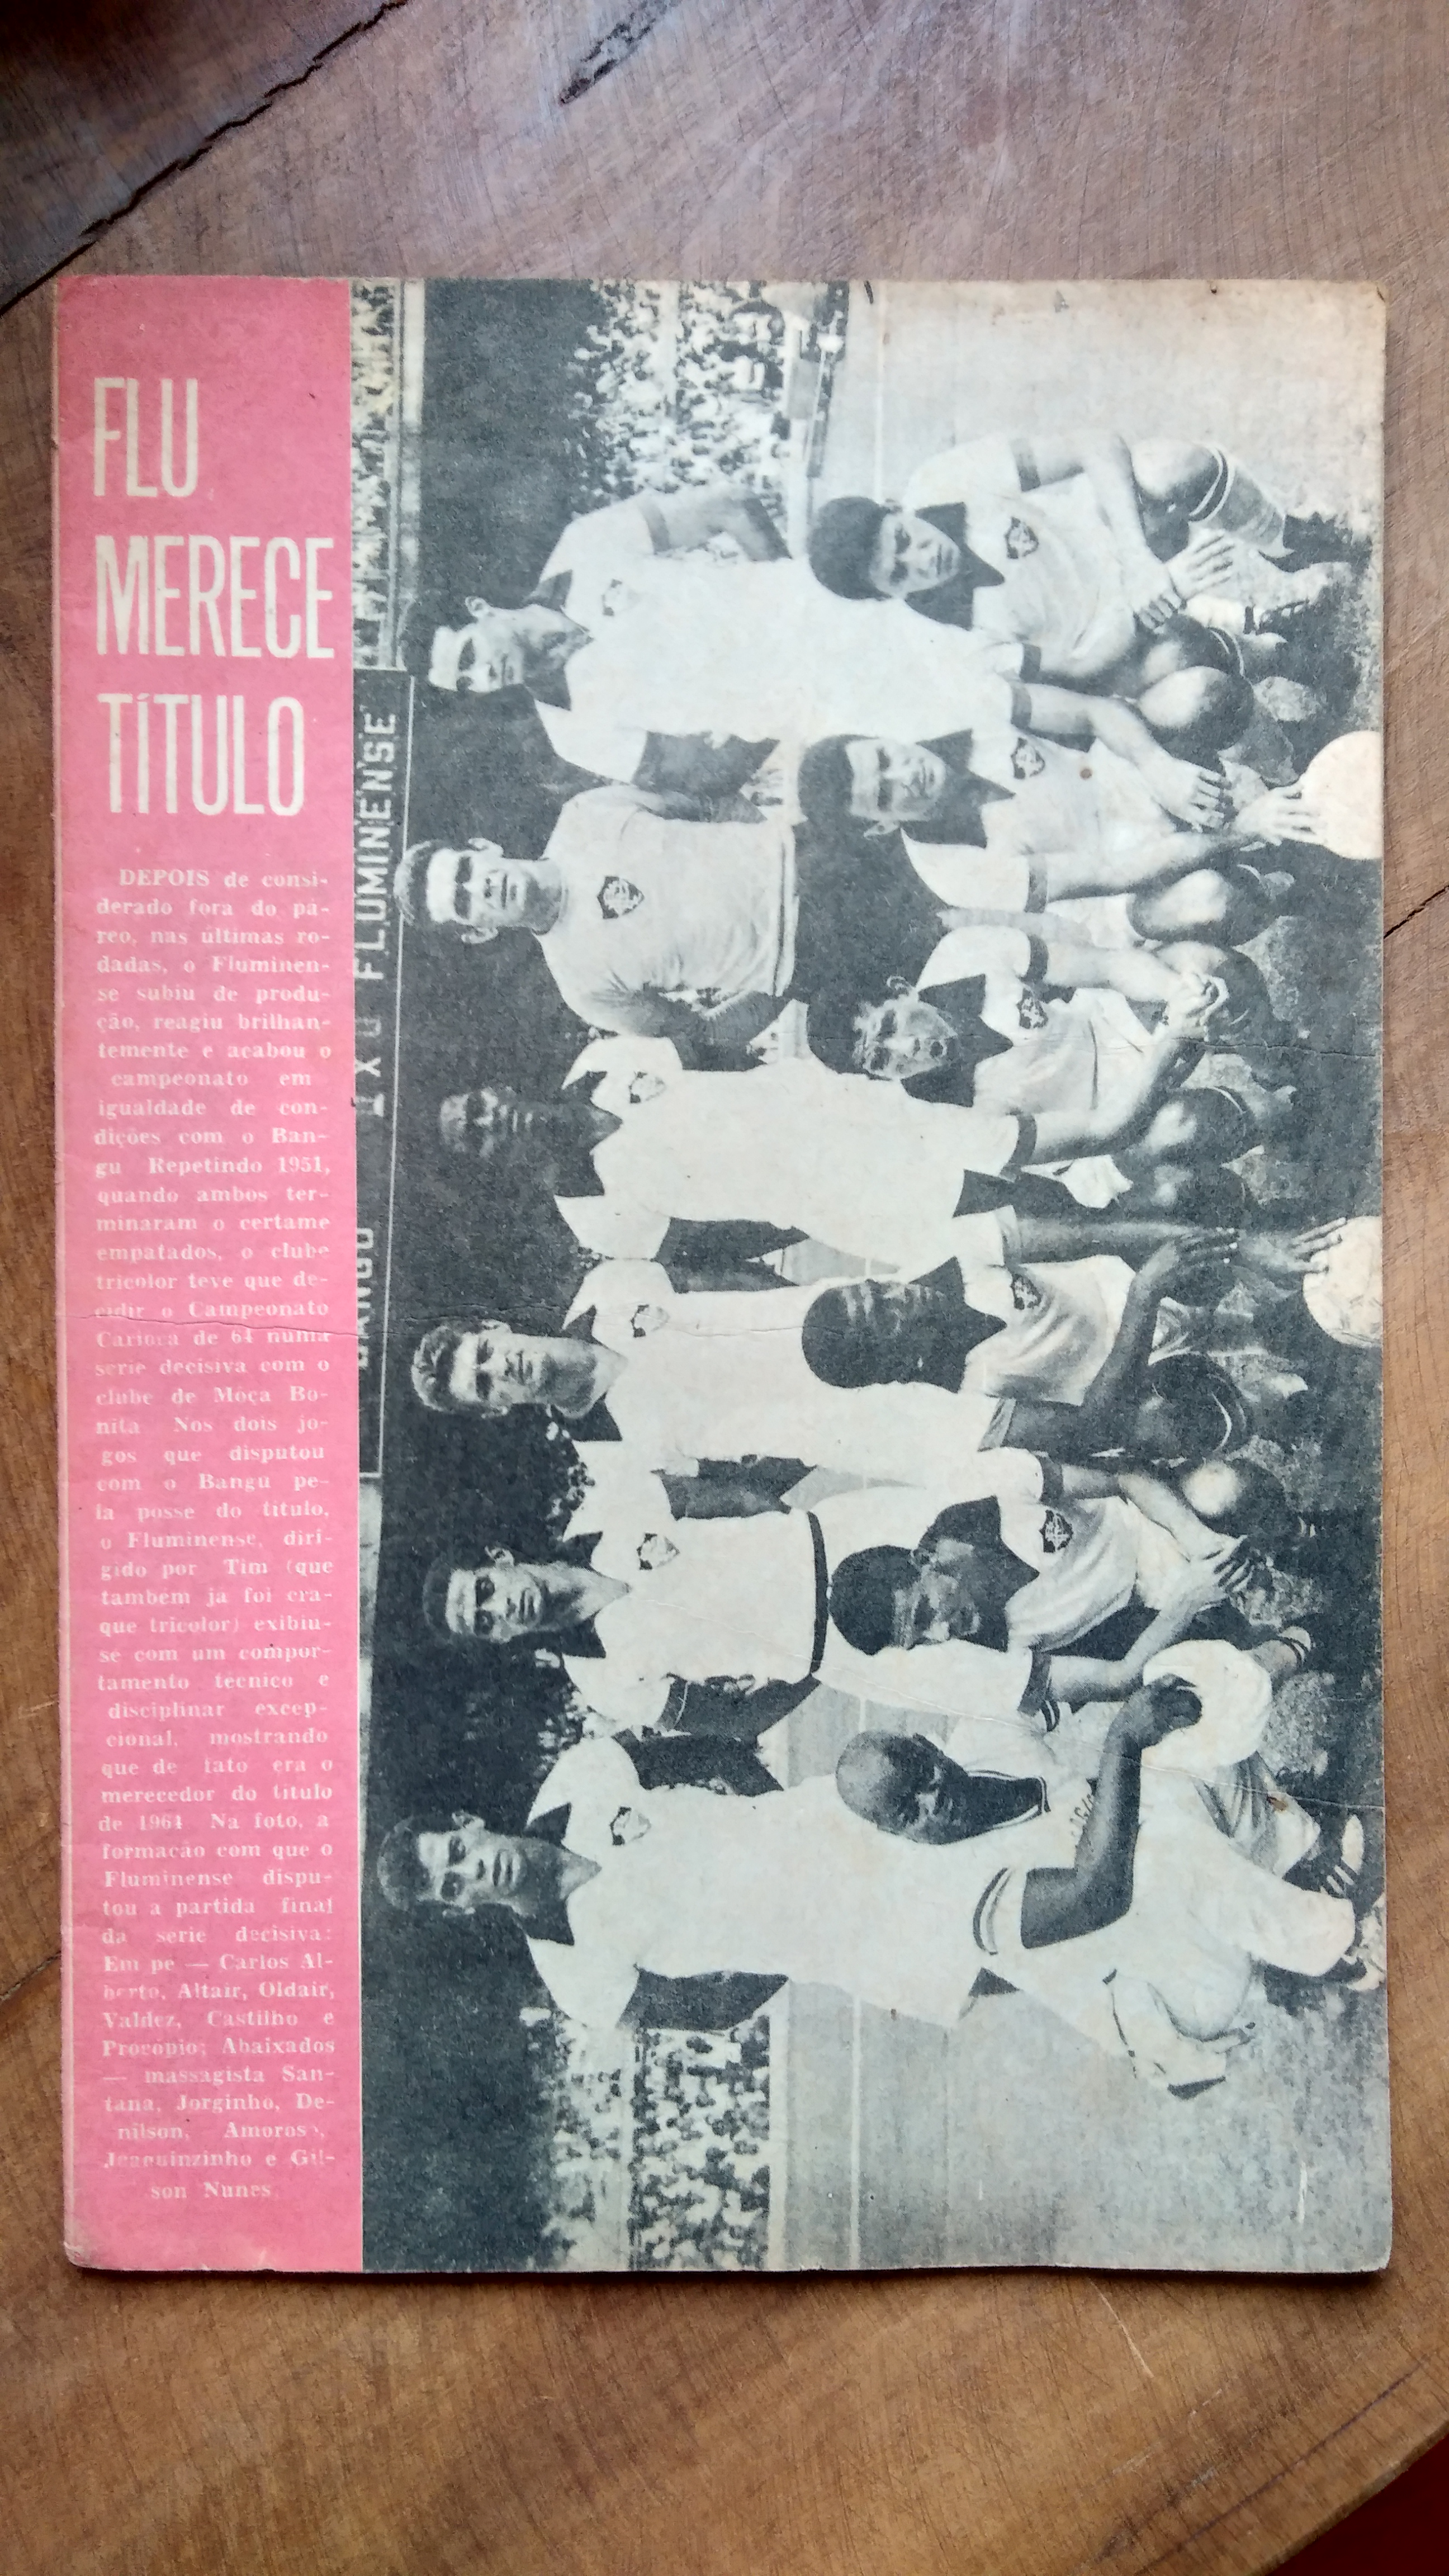 FLU
MERECE
TÍTULO
DEPOIS de consi-
derado fora do pá-
reo, nas últimas ro-
dadas, o Fluminen-
se subiu de produ-
ção, reagiu brilhan-
temente e acabou o
campeonato em
igualdade de con-
dições com o Ban-
gu Repetindo 1951,
quando ambos ter-
minaram o certame
empatados, o clube
tricolor teve que de-
cidir o Campeonato
Carioca de 64 numa
serie decisiva com o
clube de Moça Bo-
nita Nos dois jo-
gos que disputou
com o Bangu pe-
la posse do titulo,
o Fluminense, diri-
gido por Tim (que
tambem já foi cra-
que tricolor) exibiu-
se com um compor-
tamento tecnico e
disciplinar excep-
cional, mostrando
que de fato era o
merecedor do titulo
de 1964 Na foto, a
formacão com que o
Fluminense dispu-
tou a partida final
da serie decisiva:
Em pe — Carlos Al-
berto, Altair, Oldair,
Valdez, Castilho e
Procopio; Abaixados
— massagista San-
tana, Jorginho, De-
nilson, Amoroso,
Joaquinzinho e Gil-
son Nunes
BANGU 1 X 0 FLUMINENSE